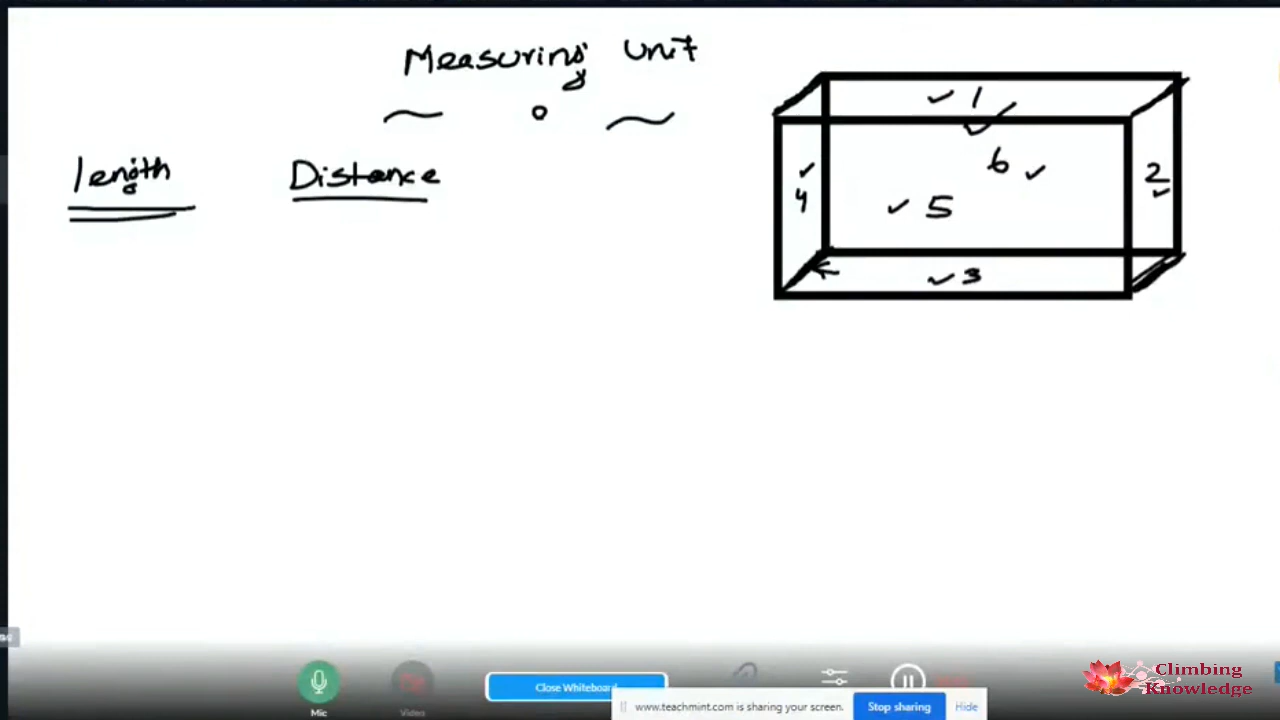 Measuring unit
length Distance
1
6
2
4
5
3
Mic
Video
Close Whiteboard
www.teachmint.com is sharing your screen.
Stop sharing
Hide
Climbing
Knowledge